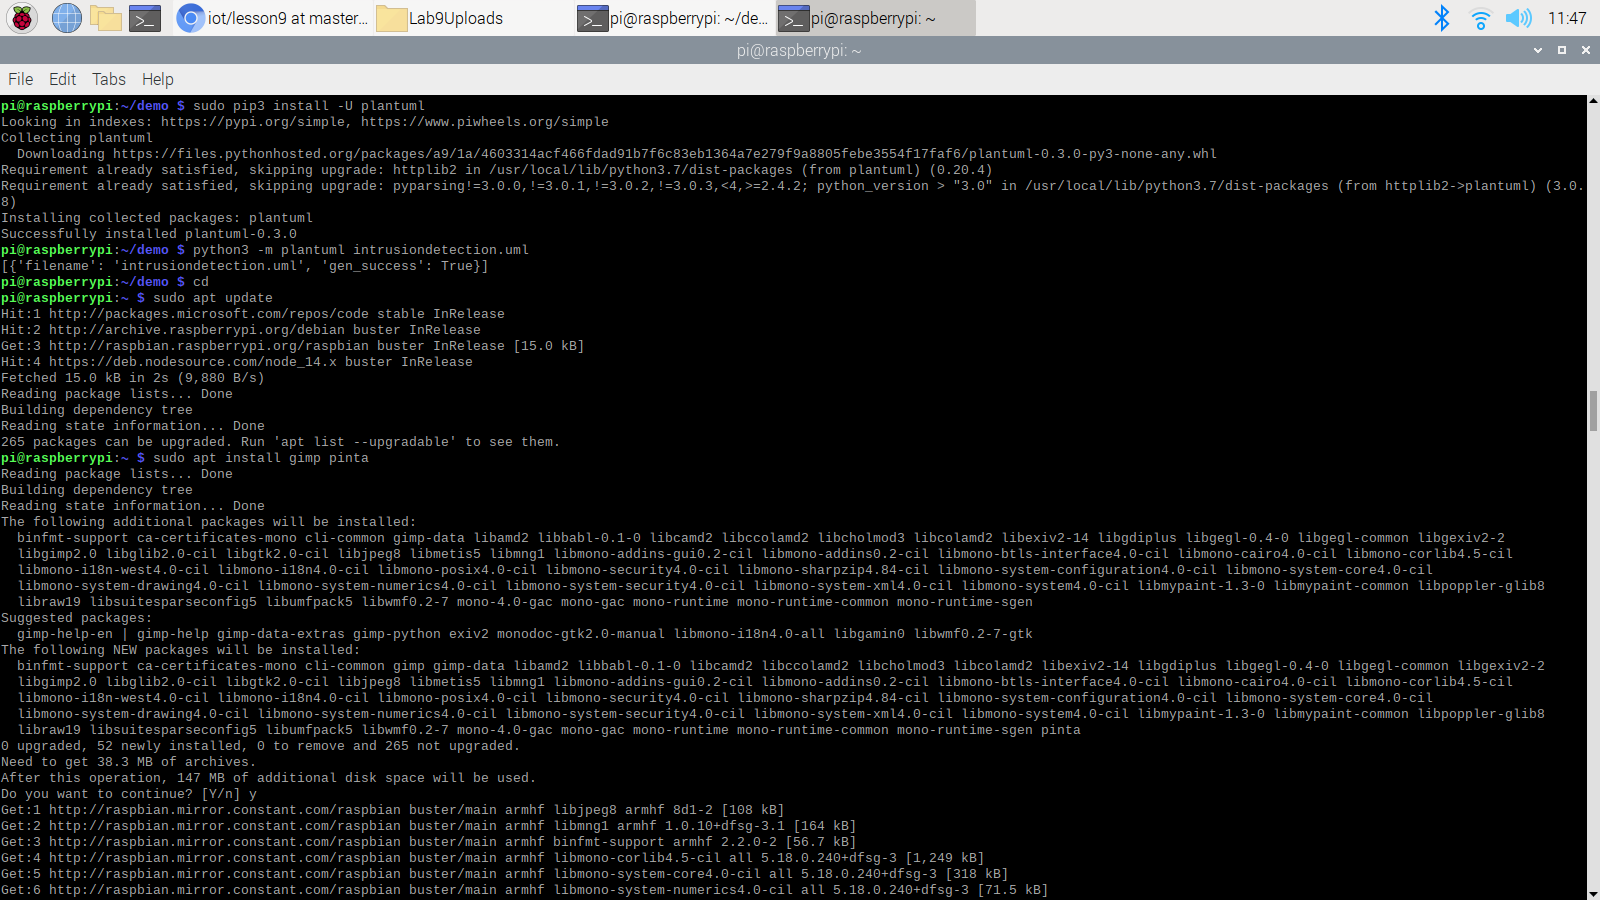 iot/lesson9 at master... Lab9Uploads pi@raspberrypi: ~/de... pi@raspberrypi: ~ 11:47
pi@raspberrypi: ~
File Edit Tabs Help
pi@raspberrypi:~/demo $ sudo pip3 install -U plantuml
Looking in indexes: https://pypi.org/simple, https://www.piwheels.org/simple
Collecting plantuml
  Downloading https://files.pythonhosted.org/packages/a9/1a/4603314acf466fdad91b7f6c83eb1364a7e279f9a8805febe3554f17faf6/plantuml-0.3.0-py3-none-any.whl
Requirement already satisfied, skipping upgrade: httplib2 in /usr/local/lib/python3.7/dist-packages (from plantuml) (0.20.4)
Requirement already satisfied, skipping upgrade: pyparsing!=3.0.0,!=3.0.1,!=3.0.2,!=3.0.3,<4,>=2.4.2; python_version > "3.0" in /usr/local/lib/python3.7/dist-packages (from httplib2->plantuml) (3.0.
8)
Installing collected packages: plantuml
Successfully installed plantuml-0.3.0
pi@raspberrypi:~/demo $ python3 -m plantuml intrusiondetection.uml
[{'filename': 'intrusiondetection.uml', 'gen_success': True}]
pi@raspberrypi:~/demo $ cd
pi@raspberrypi:~ $ sudo apt update
Hit:1 http://packages.microsoft.com/repos/code stable InRelease
Hit:2 http://archive.raspberrypi.org/debian buster InRelease
Get:3 http://raspbian.raspberrypi.org/raspbian buster InRelease [15.0 kB]
Hit:4 https://deb.nodesource.com/node_14.x buster InRelease
Fetched 15.0 kB in 2s (9,880 B/s)
Reading package lists... Done
Building dependency tree
Reading state information... Done
265 packages can be upgraded. Run 'apt list --upgradable' to see them.
pi@raspberrypi:~ $ sudo apt install gimp pinta
Reading package lists... Done
Building dependency tree
Reading state information... Done
The following additional packages will be installed:
  binfmt-support ca-certificates-mono cli-common gimp-data libamd2 libbabl-0.1-0 libcamd2 libccolamd2 libcholmod3 libcolamd2 libexiv2-14 libgdiplus libgegl-0.4-0 libgegl-common libgexiv2-2
  libgimp2.0 libglib2.0-cil libgtk2.0-cil libjpeg8 libmetis5 libmng1 libmono-addins-gui0.2-cil libmono-addins0.2-cil libmono-btls-interface4.0-cil libmono-cairo4.0-cil libmono-corlib4.5-cil
  libmono-i18n-west4.0-cil libmono-i18n4.0-cil libmono-posix4.0-cil libmono-security4.0-cil libmono-sharpzip4.84-cil libmono-system-configuration4.0-cil libmono-system-core4.0-cil
  libmono-system-drawing4.0-cil libmono-system-numerics4.0-cil libmono-system-security4.0-cil libmono-system-xml4.0-cil libmono-system4.0-cil libmypaint-1.3-0 libmypaint-common libpoppler-glib8
  libraw19 libsuitesparseconfig5 libumfpack5 libwmf0.2-7 mono-4.0-gac mono-gac mono-runtime mono-runtime-common mono-runtime-sgen
Suggested packages:
  gimp-help-en | gimp-help gimp-data-extras gimp-python exiv2 monodoc-gtk2.0-manual libmono-i18n4.0-all libgamin0 libwmf0.2-7-gtk
The following NEW packages will be installed:
  binfmt-support ca-certificates-mono cli-common gimp gimp-data libamd2 libbabl-0.1-0 libcamd2 libccolamd2 libcholmod3 libcolamd2 libexiv2-14 libgdiplus libgegl-0.4-0 libgegl-common libgexiv2-2
  libgimp2.0 libglib2.0-cil libgtk2.0-cil libjpeg8 libmetis5 libmng1 libmono-addins-gui0.2-cil libmono-addins0.2-cil libmono-btls-interface4.0-cil libmono-cairo4.0-cil libmono-corlib4.5-cil
  libmono-i18n-west4.0-cil libmono-i18n4.0-cil libmono-posix4.0-cil libmono-security4.0-cil libmono-sharpzip4.84-cil libmono-system-configuration4.0-cil libmono-system-core4.0-cil
  libmono-system-drawing4.0-cil libmono-system-numerics4.0-cil libmono-system-security4.0-cil libmono-system-xml4.0-cil libmono-system4.0-cil libmypaint-1.3-0 libmypaint-common libpoppler-glib8
  libraw19 libsuitesparseconfig5 libumfpack5 libwmf0.2-7 mono-4.0-gac mono-gac mono-runtime mono-runtime-common mono-runtime-sgen pinta
0 upgraded, 52 newly installed, 0 to remove and 265 not upgraded.
Need to get 38.3 MB of archives.
After this operation, 147 MB of additional disk space will be used.
Do you want to continue? [Y/n] y
Get:1 http://raspbian.mirror.constant.com/raspbian buster/main armhf libjpeg8 armhf 8d1-2 [108 kB]
Get:2 http://raspbian.mirror.constant.com/raspbian buster/main armhf libmng1 armhf 1.0.10+dfsg-3.1 [164 kB]
Get:3 http://raspbian.mirror.constant.com/raspbian buster/main armhf binfmt-support armhf 2.2.0-2 [56.7 kB]
Get:4 http://raspbian.mirror.constant.com/raspbian buster/main armhf libmono-corlib4.5-cil all 5.18.0.240+dfsg-3 [1,249 kB]
Get:5 http://raspbian.mirror.constant.com/raspbian buster/main armhf libmono-system-core4.0-cil all 5.18.0.240+dfsg-3 [318 kB]
Get:6 http://raspbian.mirror.constant.com/raspbian buster/main armhf libmono-system-numerics4.0-cil all 5.18.0.240+dfsg-3 [71.5 kB]